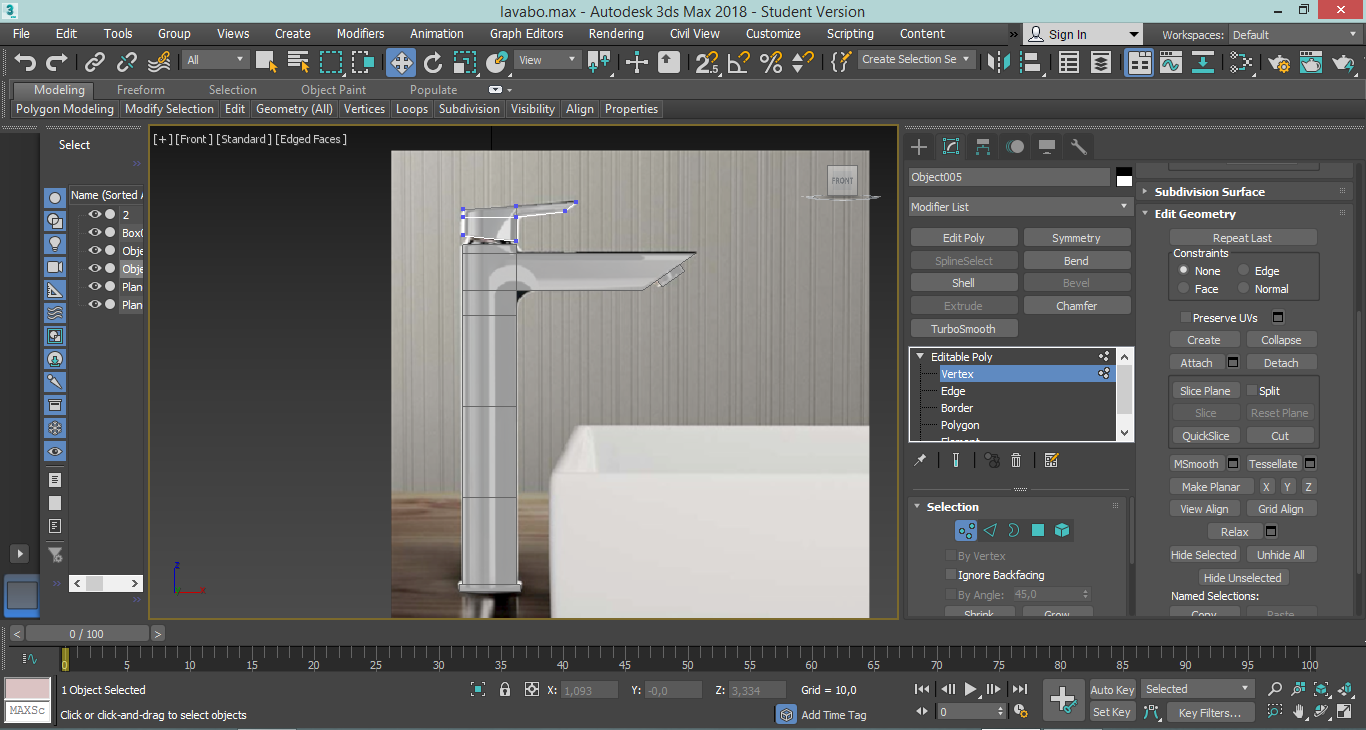 lavabo.max - Autodesk 3ds Max 2018 - Student Version
File Edit Tools Group Views Create Modifiers Animation Graph Editors Rendering Civil View Customize Scripting Content » Sign In Workspaces: Default
All View Create Selection Se
Modeling Freeform Selection Object Paint Populate
Polygon Modeling Modify Selection Edit Geometry (All) Vertices Loops Subdivision Visibility Align Properties
Select
Name (Sorted A
2
Box0
Obje
Obje
Plan
Plan
[+] [Front] [Standard] [Edged Faces]
FRONT
z
x
Object005
Modifier List
Edit Poly Symmetry
SplineSelect Bend
Shell Bevel
Extrude Chamfer
TurboSmooth
Editable Poly
Vertex
Edge
Border
Polygon
Element
Selection
By Vertex
Ignore Backfacing
By Angle: 45,0
Shrink Grow
Subdivision Surface
Edit Geometry
Repeat Last
Constraints
None Edge
Face Normal
Preserve UVs
Create Collapse
Attach Detach
Slice Plane Split
Slice Reset Plane
QuickSlice Cut
MSmooth Tessellate
Make Planar X Y Z
View Align Grid Align
Relax
Hide Selected Unhide All
Hide Unselected
Named Selections:
Copy Paste
< 0 / 100 >
0 5 10 15 20 25 30 35 40 45 50 55 60 65 70 75 80 85 90 95 100
1 Object Selected X: 1,093 Y: -0,0 Z: 3,334 Grid = 10,0 Auto Key Selected
MAXSc Click or click-and-drag to select objects Add Time Tag 0 Set Key Key Filters...